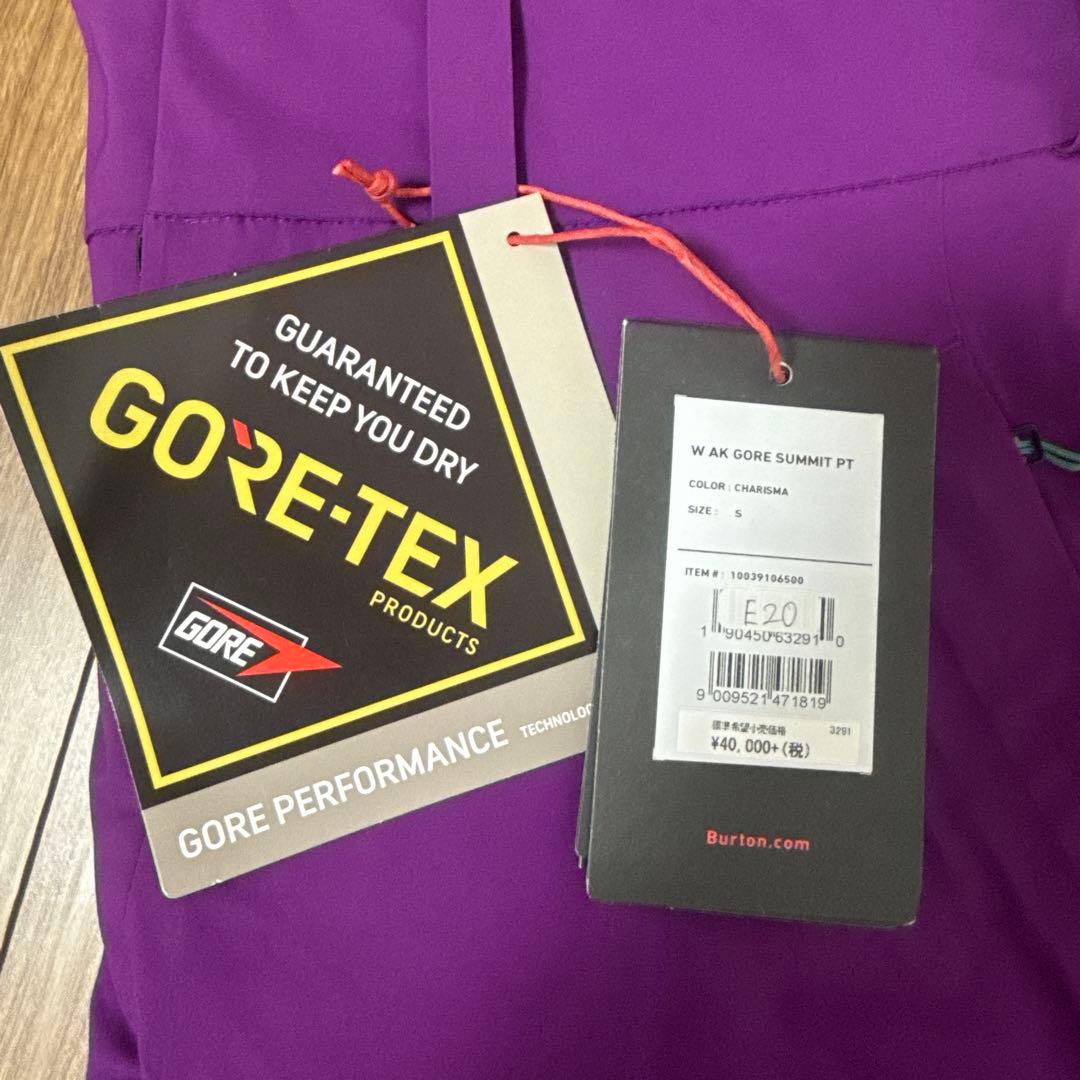 GUARANTEED
TO KEEP YOU DRY
GORE-TEX
PRODUCTS
GORE
GORE PERFORMANCE TECHNOLOG
W AK GORE SUMMIT PT
COLOR : CHARISMA
SIZE : S
ITEM # : 10039106500
E20
1 90450 63291 0
9 009521 471819
標準希望小売価格 3291
¥40,000+(税)
Burton.com